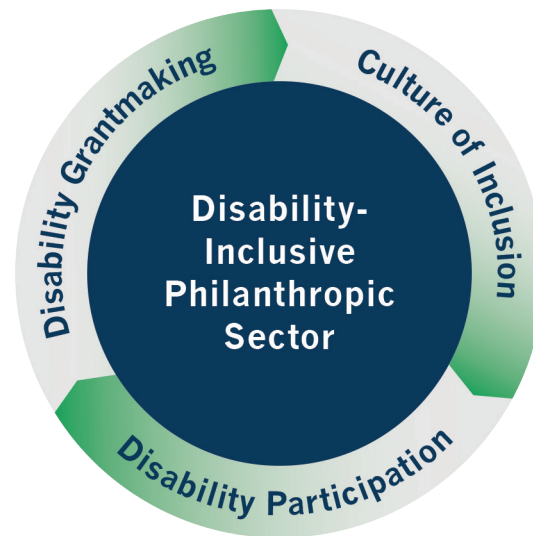 Disability-
Inclusive
Philanthropic
Sector
Culture of Inclusion
Disability Participation
Disability Grantmaking